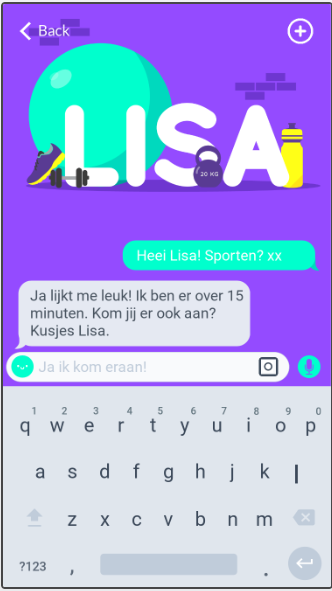 Back
LISA
20 KG
Heei Lisa! Sporten? xx
Ja lijkt me leuk! Ik ben er over 15
minuten. Kom jij er ook aan?
Kusjes Lisa.
Ja ik kom eraan!
1 2 3 4 5 6 7 8 9 0
q w e r t y u i o p
a s d f g h j k l
z x c v b n m
?123 , .